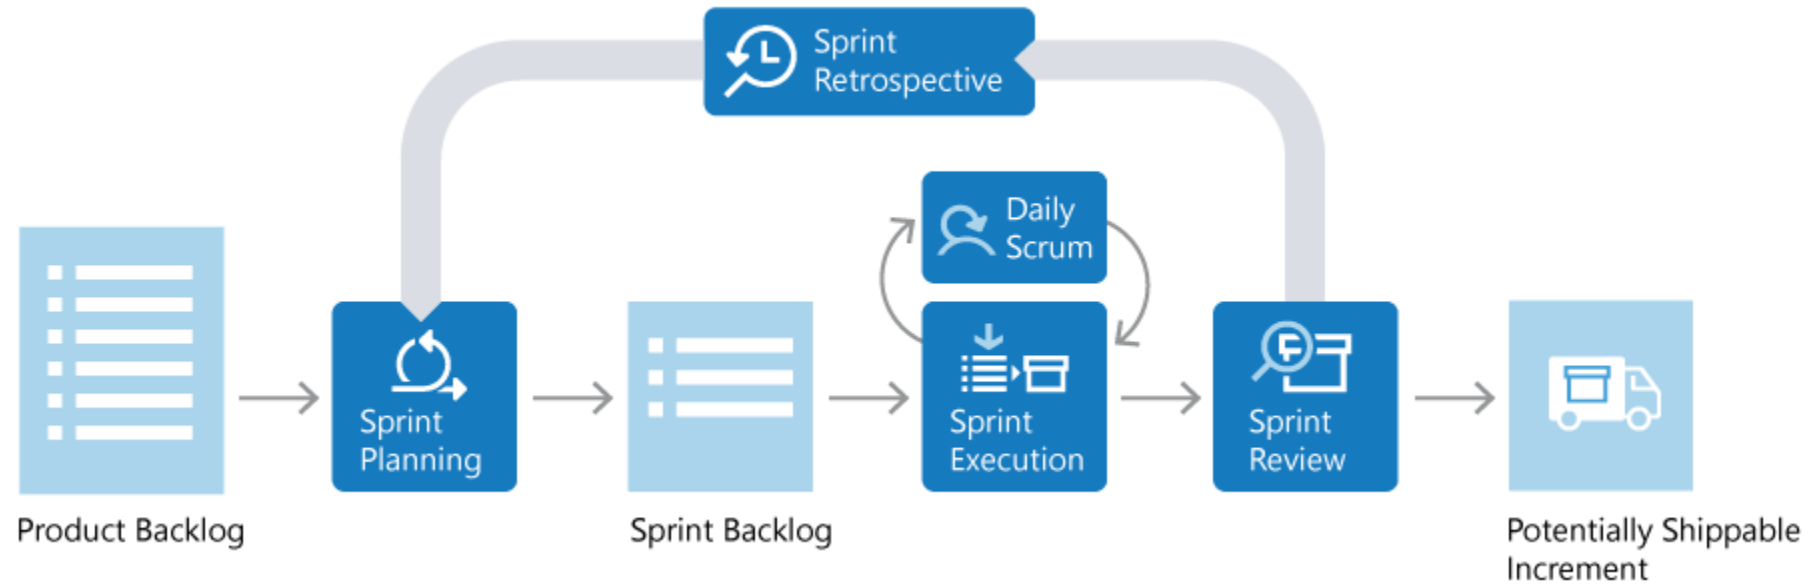 Sprint
Retrospective
Daily
Scrum
Sprint
Planning
Sprint
Execution
Sprint
Review
Product Backlog
Sprint Backlog
Potentially Shippable
Increment